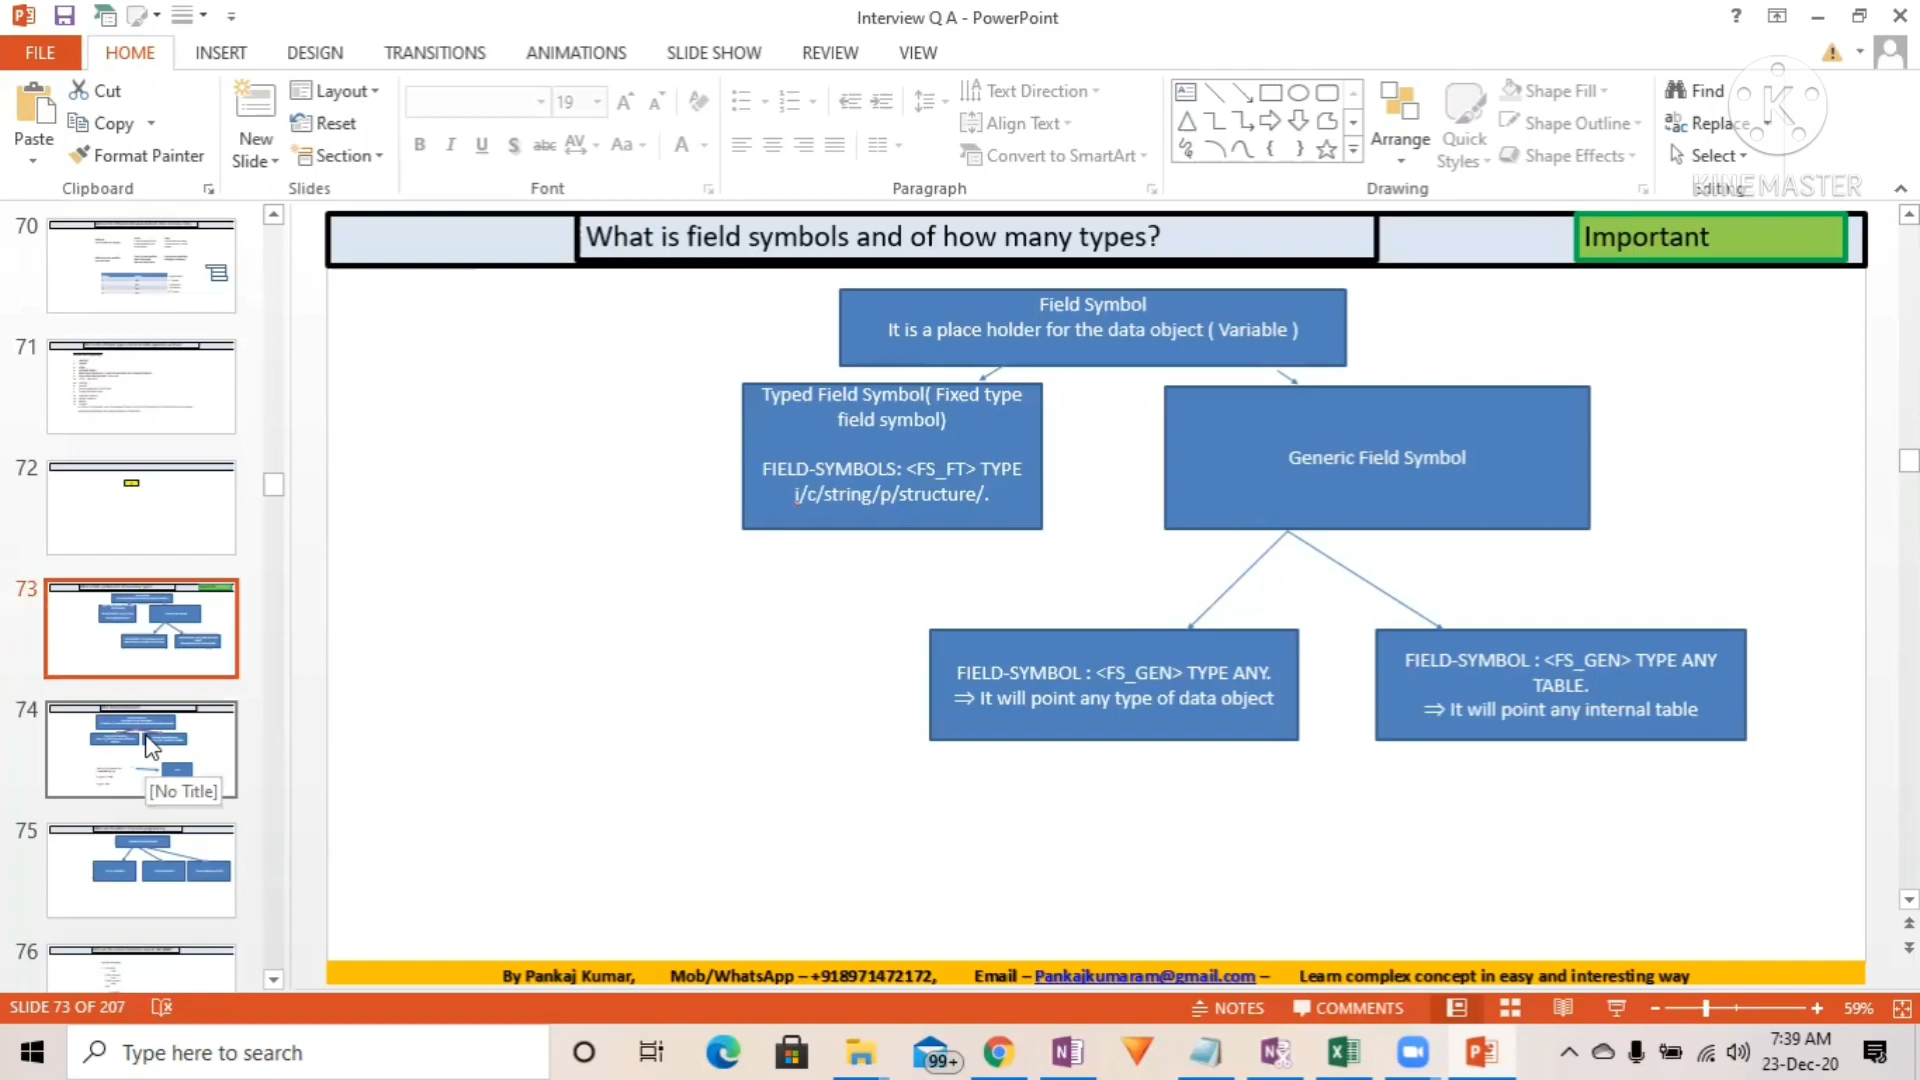 Interview Q A - PowerPoint
FILE
HOME
INSERT
DESIGN
TRANSITIONS
ANIMATIONS
SLIDE SHOW
REVIEW
VIEW
Paste
Cut
Copy
Format Painter
Clipboard
New
Slide
Layout
Reset
Section
Slides
19
Font
Text Direction
Align Text
Convert to SmartArt
Paragraph
Arrange
Quick
Styles
Shape Fill
Shape Outline
Shape Effects
Drawing
Find
Replace
Select
Editing
KINEMASTER
70
71
72
73
74
[No Title]
75
76
What is field symbols and of how many types?
Important
Field Symbol
It is a place holder for the data object ( Variable )
Typed Field Symbol( Fixed type
field symbol)
FIELD-SYMBOLS: <FS_FT> TYPE
i/c/string/p/structure/.
Generic Field Symbol
FIELD-SYMBOL : <FS_GEN> TYPE ANY.
⇒ It will point any type of data object
FIELD-SYMBOL : <FS_GEN> TYPE ANY
TABLE.
⇒ It will point any internal table
By Pankaj Kumar, Mob/WhatsApp – +918971472172, Email – Pankajkumaram@gmail.com – Learn complex concept in easy and interesting way
SLIDE 73 OF 207
NOTES
COMMENTS
59%
Type here to search
99+
7:39 AM
23-Dec-20